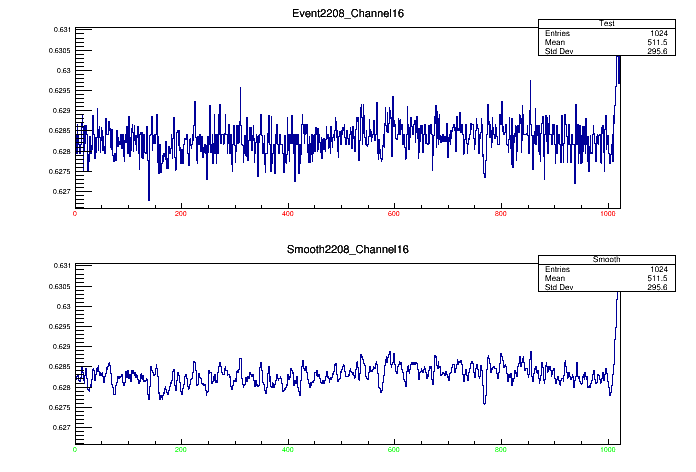 Event2208_Channel16
Test
Entries 1024
Mean 511.5
Std Dev 295.6
0.631
0.6305
0.63
0.6295
0.629
0.6285
0.628
0.6275
0.627
0 200 400 600 800 1000
Smooth2208_Channel16
Smooth
Entries 1024
Mean 511.5
Std Dev 295.6
0.631
0.6305
0.63
0.6295
0.629
0.6285
0.628
0.6275
0.627
0 200 400 600 800 1000